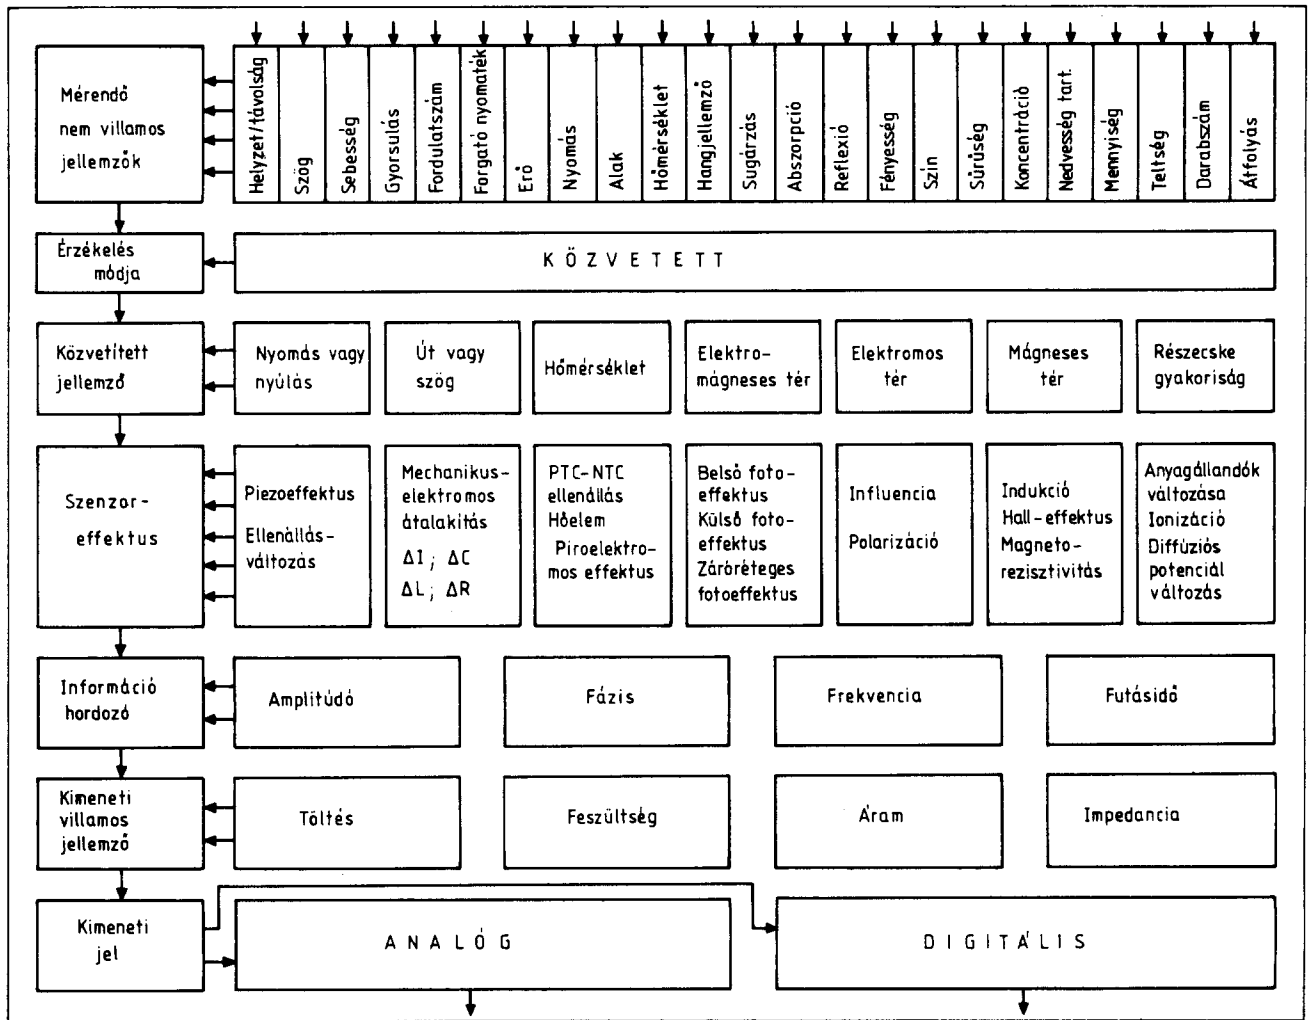 Mérendő
nem villamos
jellemzők
Helyzet/távolság
Szög
Sebesség
Gyorsulás
Fordulatszám
Forgató nyomaték
Erő
Nyomás
Alak
Hőmérséklet
Hangjellemző
Sugárzás
Abszorpció
Reflexió
Fényesség
Szín
Sűrűség
Koncentráció
Nedvesség tart.
Mennyiség
Teltség
Darabszám
Átfolyás
Érzékelés
módja
KÖZVETETT
Közvetített
jellemző
Nyomás vagy
nyúlás
Út vagy
szög
Hőmérséklet
Elektro-
mágneses tér
Elektromos
tér
Mágneses
tér
Részecske
gyakoriság
Szenzor-
effektus
Piezoeffektus
Ellenállás-
változás
Mechanikus-
elektromos
átalakítás
ΔI; ΔC
ΔL; ΔR
PTC-NTC
ellenállás
Hőelem
Piroelektro-
mos effektus
Belső foto-
effektus
Külső foto-
effektus
Záróréteges
fotoeffektus
Influencia
Polarizáció
Indukció
Hall-effektus
Magneto-
rezisztivitás
Anyagállandók
változása
Ionizáció
Diffúziós
potenciál
változás
Információ
hordozó
Amplitúdó
Fázis
Frekvencia
Futásidő
Kimeneti
villamos
jellemző
Töltés
Feszültség
Áram
Impedancia
Kimeneti
jel
ANALÓG
DIGITÁLIS